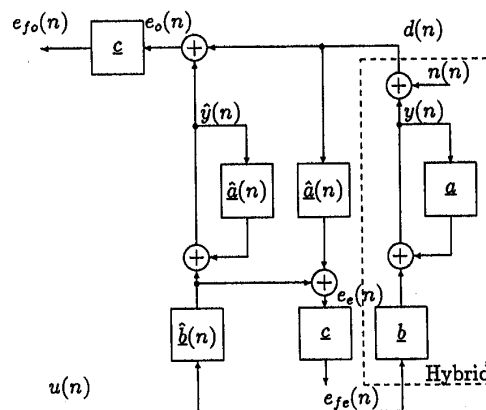 e_{fo}(n)
c
e_o(n)
d(n)
n(n)
ŷ(n)
y(n)
â(n)
â(n)
a
b̂(n)
e_e(n)
c
b
Hybrid
u(n)
e_{fe}(n)